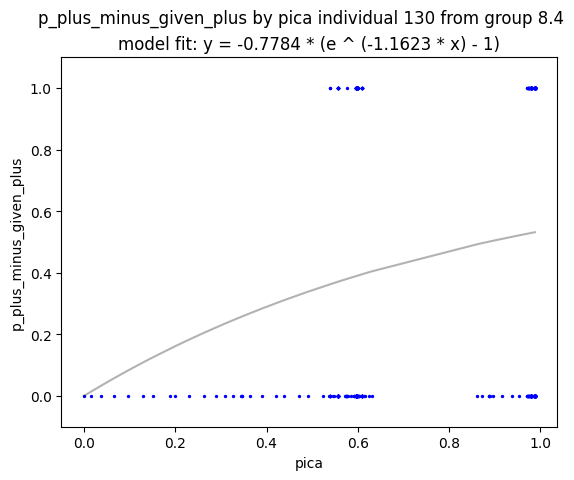 p_plus_minus_given_plus by pica individual 130 from group 8.4
model fit: y = -0.7784 * (e ^ (-1.1623 * x) - 1)
1.0
0.8
0.6
0.4
0.2
0.0
p_plus_minus_given_plus
0.0 0.2 0.4 0.6 0.8 1.0
pica